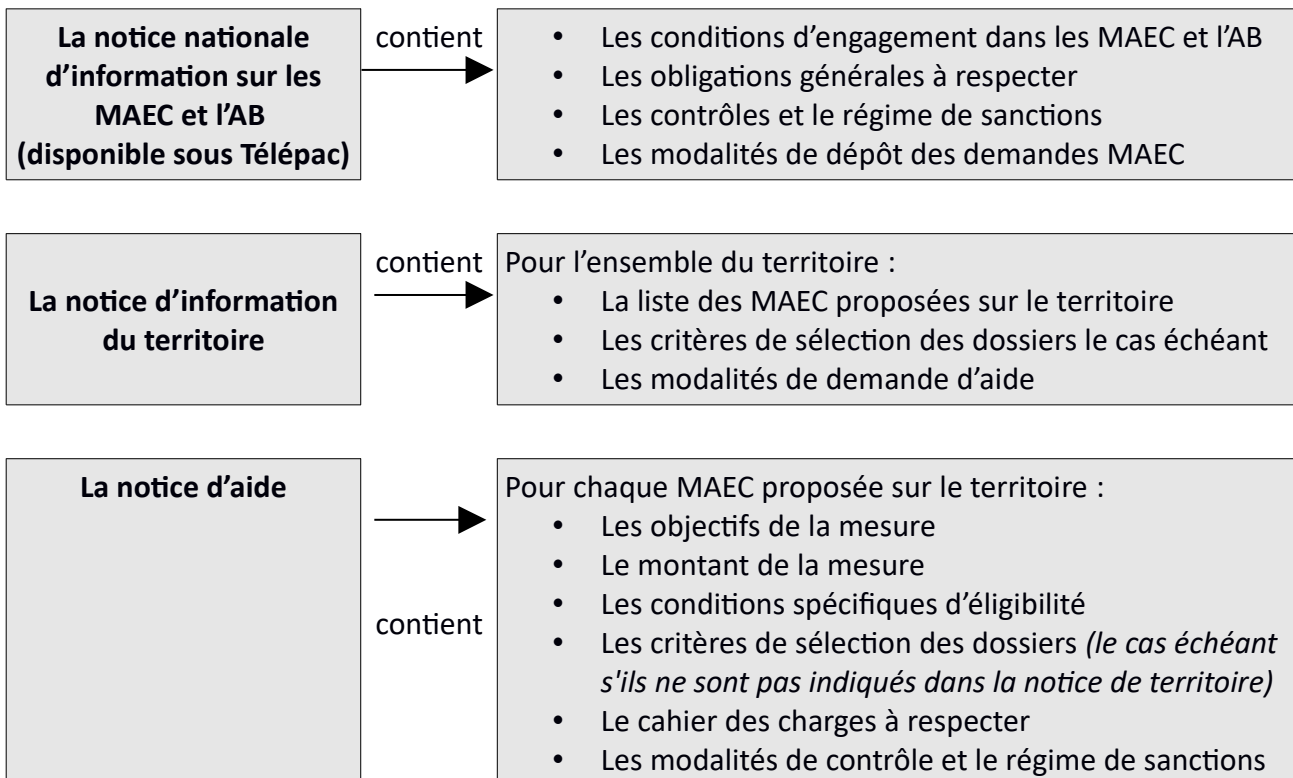 La notice nationale
d’information sur les
MAEC et l’AB
(disponible sous Télépac)
contient
• Les conditions d’engagement dans les MAEC et l’AB
• Les obligations générales à respecter
• Les contrôles et le régime de sanctions
• Les modalités de dépôt des demandes MAEC
La notice d’information
du territoire
contient
Pour l’ensemble du territoire :
• La liste des MAEC proposées sur le territoire
• Les critères de sélection des dossiers le cas échéant
• Les modalités de demande d’aide
La notice d’aide
contient
Pour chaque MAEC proposée sur le territoire :
• Les objectifs de la mesure
• Le montant de la mesure
• Les conditions spécifiques d’éligibilité
• Les critères de sélection des dossiers (le cas échéant
s'ils ne sont pas indiqués dans la notice de territoire)
• Le cahier des charges à respecter
• Les modalités de contrôle et le régime de sanctions